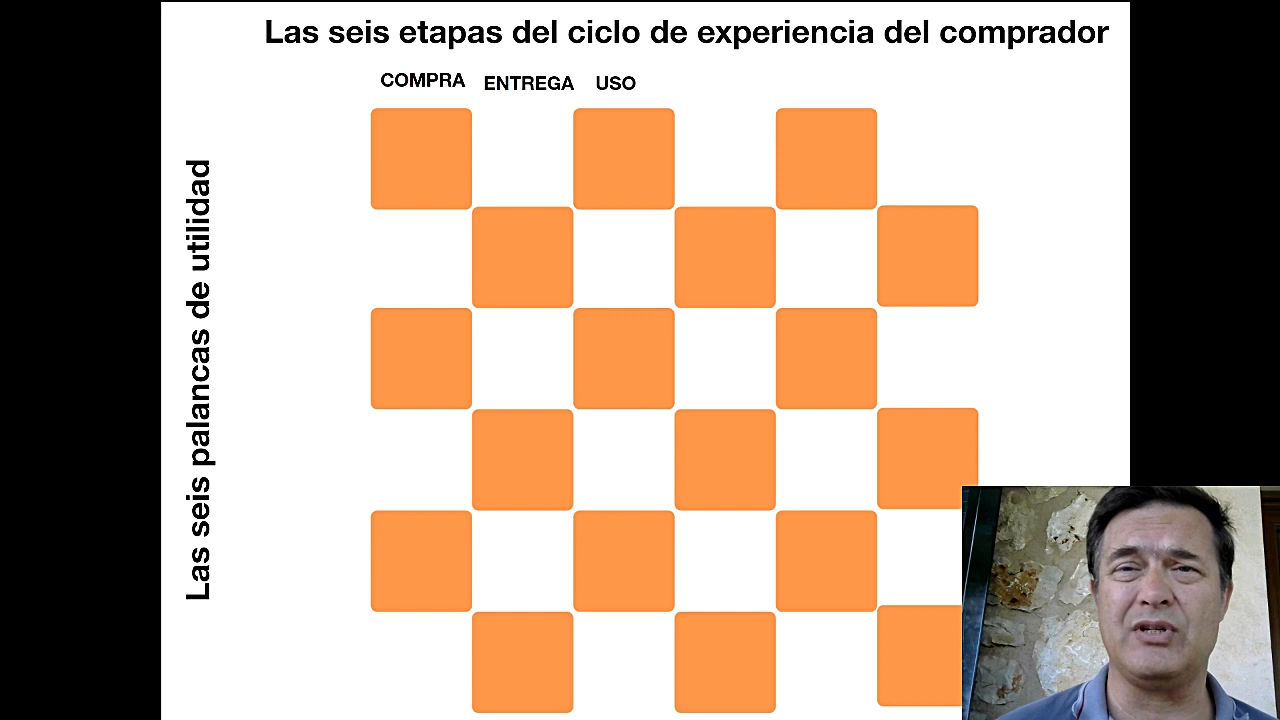 Las seis etapas del ciclo de experiencia del comprador
COMPRA ENTREGA USO
Las seis palancas de utilidad